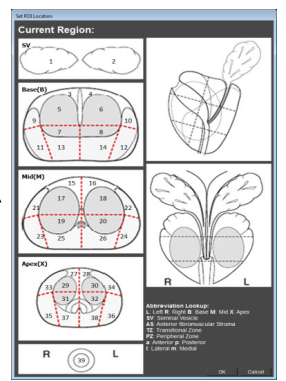 Set ROI Location
Current Region:
SV
1 2
Base(B)
3 4
5 6
9 10
7 8
11 13 14 12
Mid(M)
15 16
17 18
21 22
19 20
23 25 26 24
Apex(X)
27 28
29 30
33 34
31 32
35 37 38 36
R L
39
R L
Abbreviation Lookup:
L: Left R: Right B: Base M: Mid X: Apex
SV: Seminal Vesicle
AS: Anterior fibromuscular Stroma
TZ: Transitional Zone
PZ: Peripheral Zone
a: Anterior p: Posterior
l: Lateral m: Medial
OK Cancel